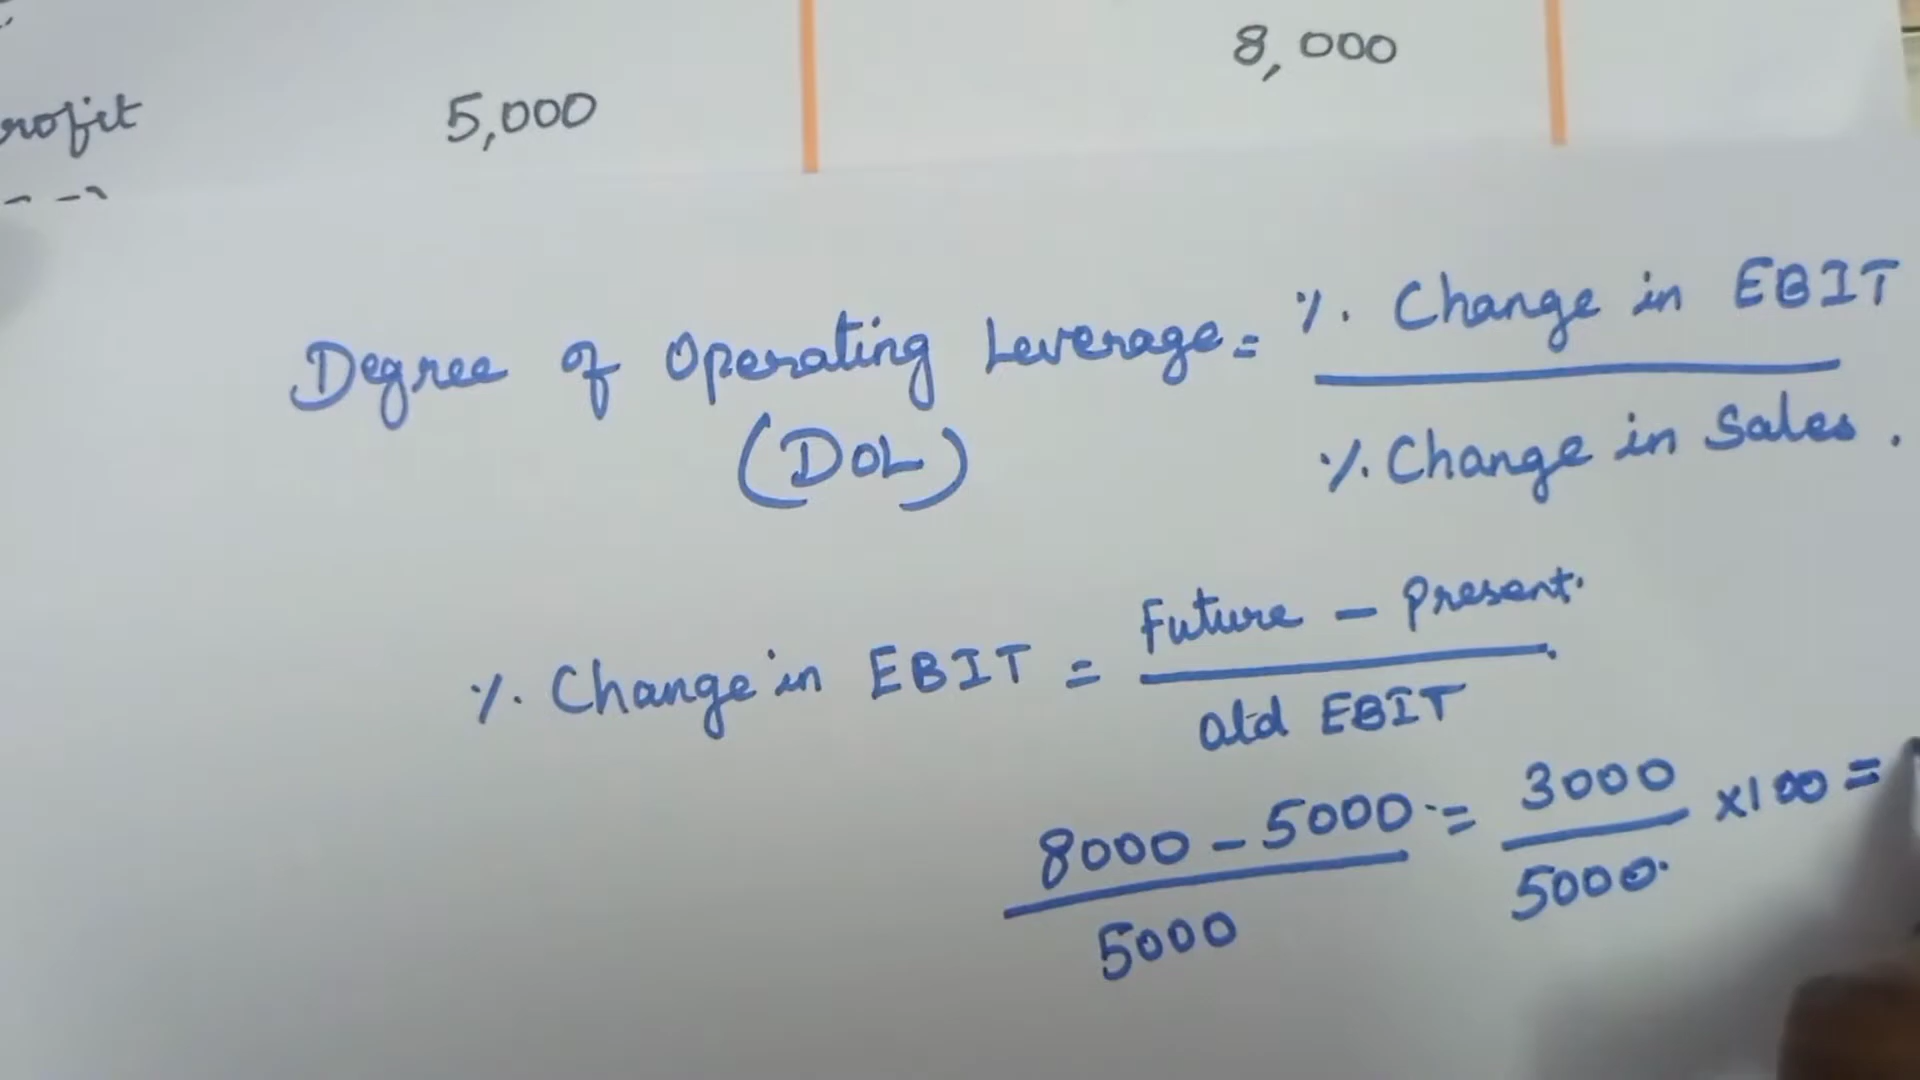 8,000
5,000
Degree of Operating Leverage = % Change in EBIT
(DOL) % Change in Sales.
% Change in EBIT = Future - Present
Old EBIT
8000 - 5000 = 3000 x100 =
5000 5000